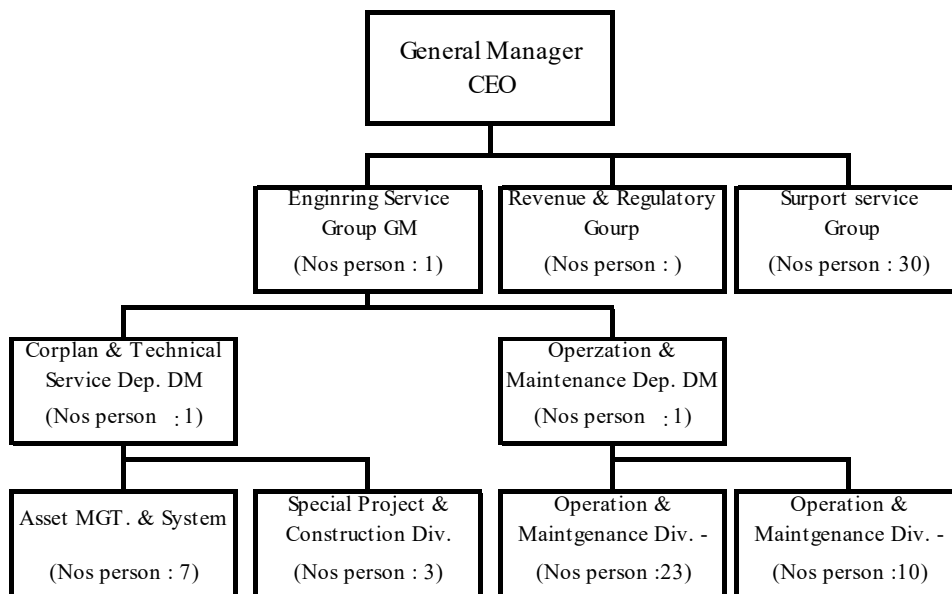 General Manager
CEO
Enginring Service
Group GM
(Nos person : 1)
Revenue & Regulatory
Gourp
(Nos person : )
Surport service
Group
(Nos person : 30)
Corplan & Technical
Service Dep. DM
(Nos person : 1)
Operzation &
Maintenance Dep. DM
(Nos person : 1)
Asset MGT. & System
(Nos person : 7)
Special Project &
Construction Div.
(Nos person : 3)
Operation &
Maintgenance Div. -
(Nos person :23)
Operation &
Maintgenance Div. -
(Nos person :10)